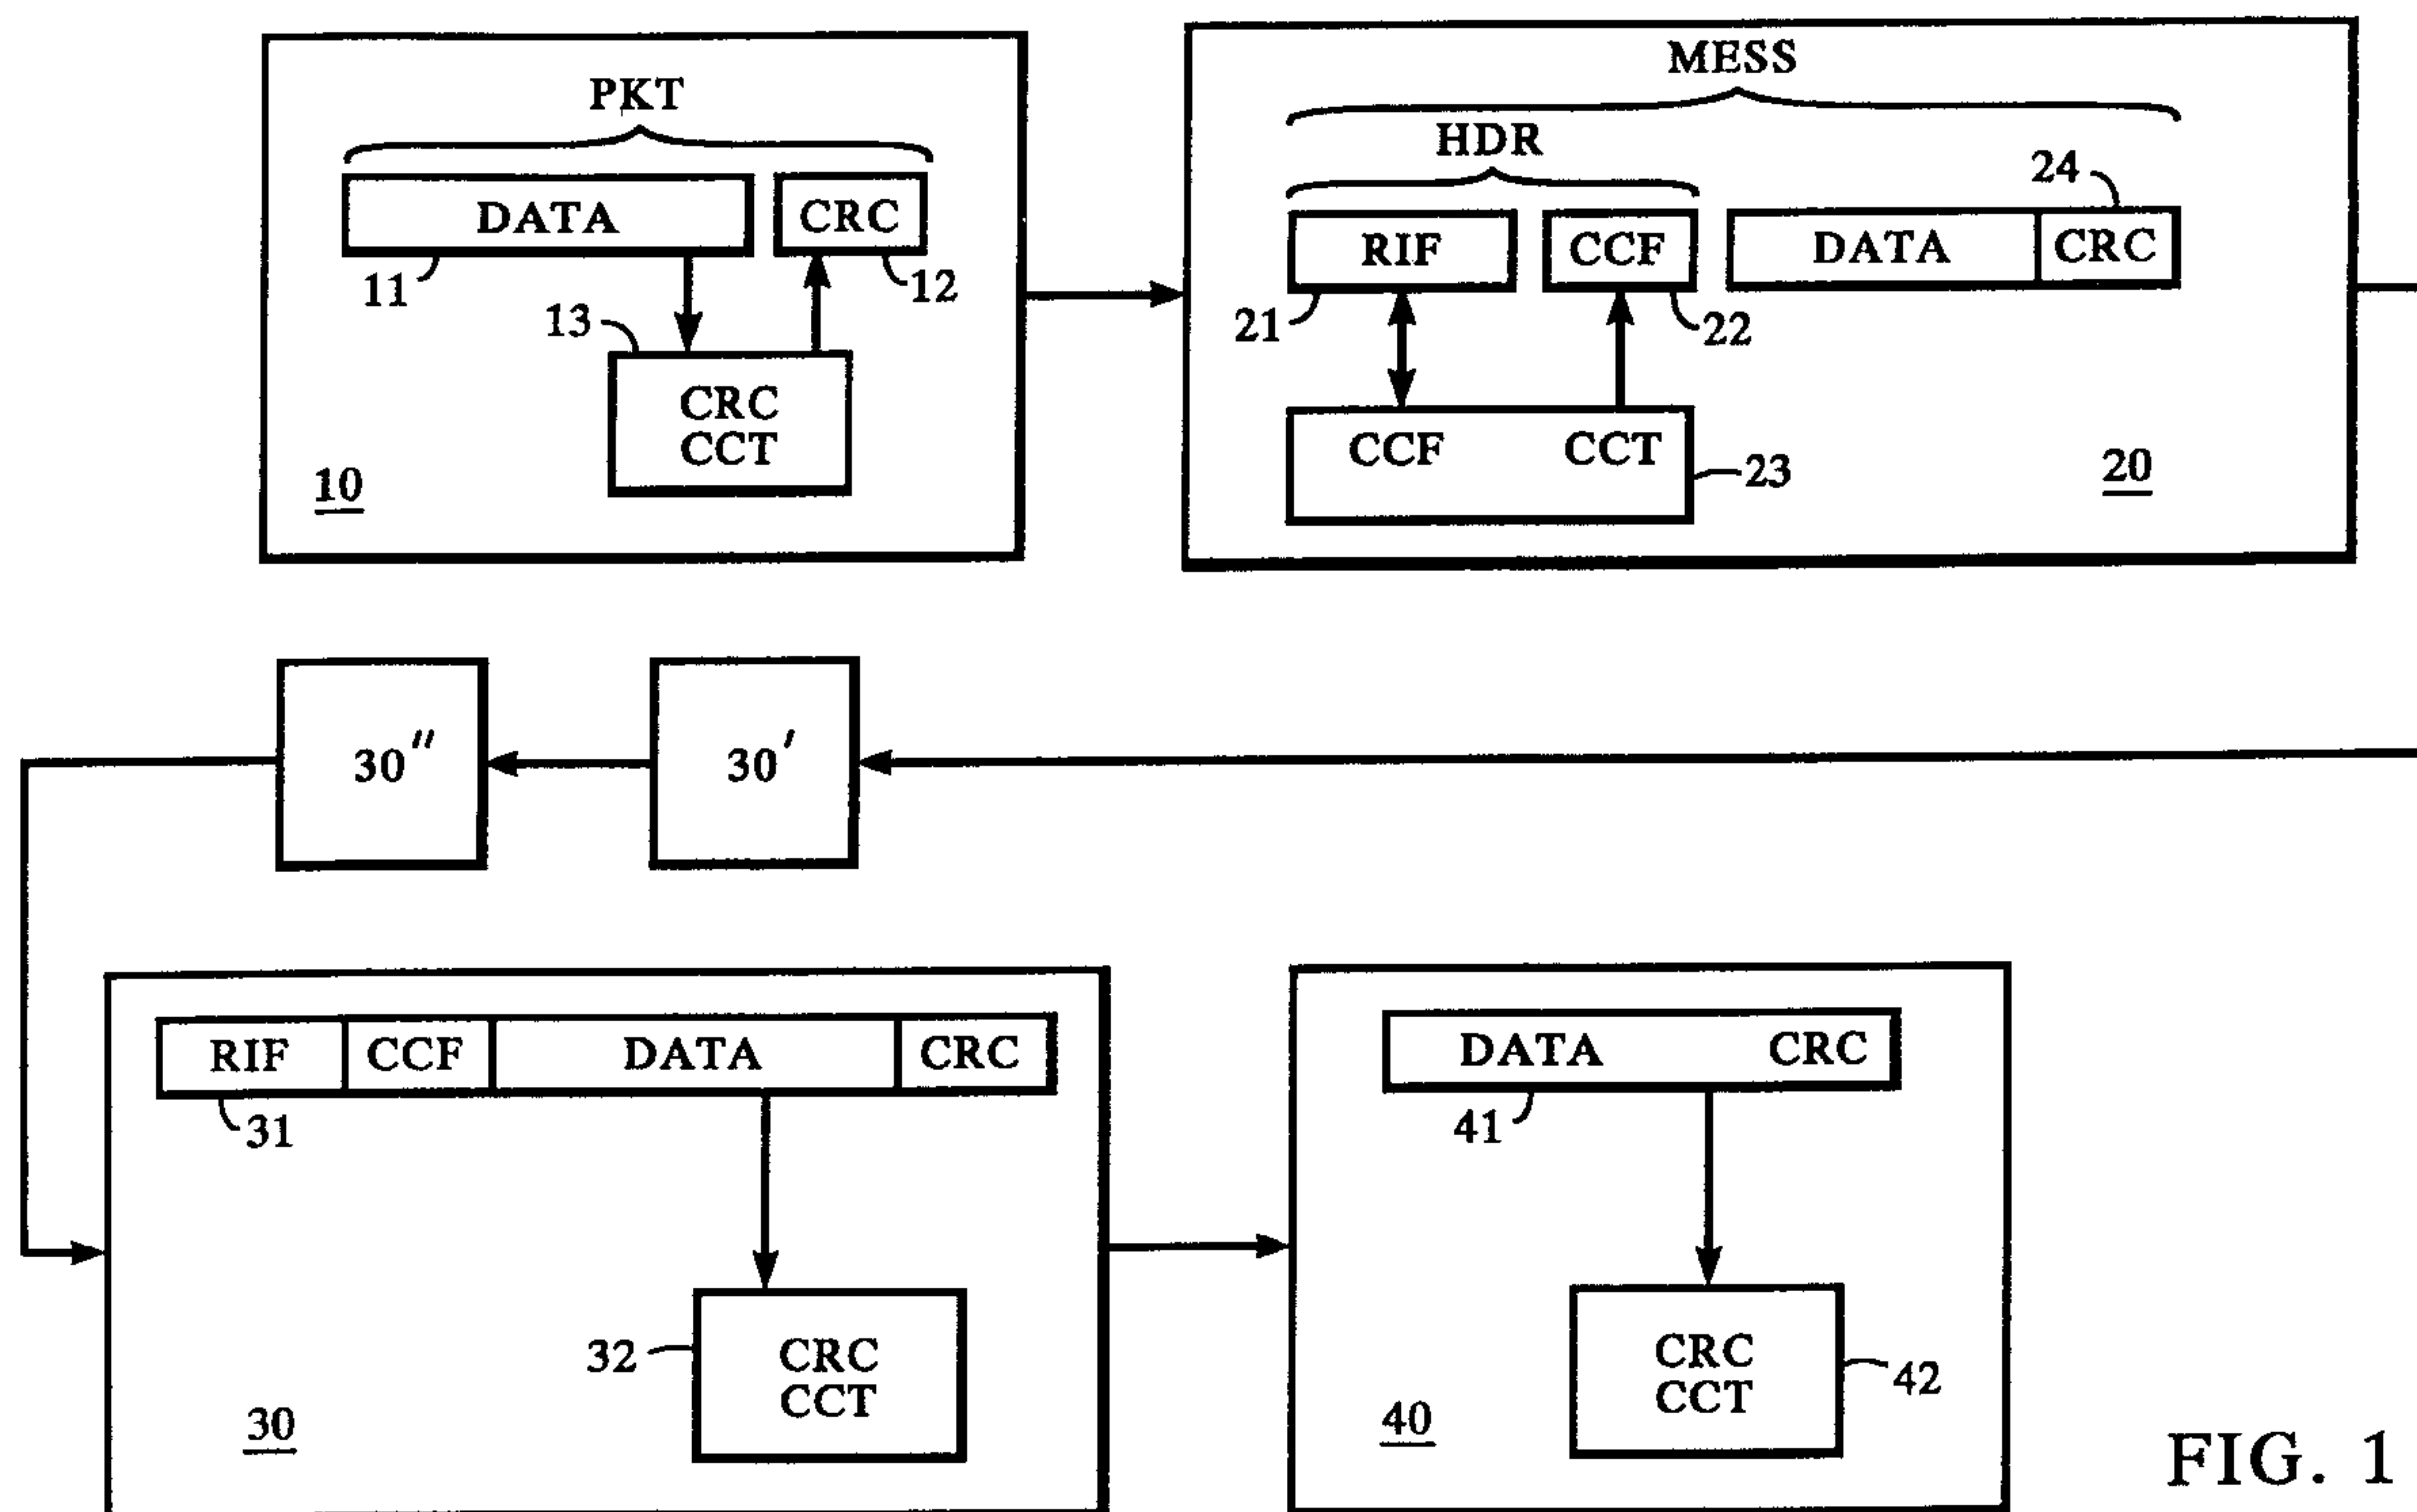 PKT
DATA
CRC
11
12
13
CRC
CCT
10
MESS
HDR
24
RIF
CCF
DATA
CRC
21
22
CCF CCT
23
20
30''
30'
RIF CCF DATA CRC
31
32
CRC
CCT
30
DATA CRC
41
CRC
CCT
42
40
FIG. 1